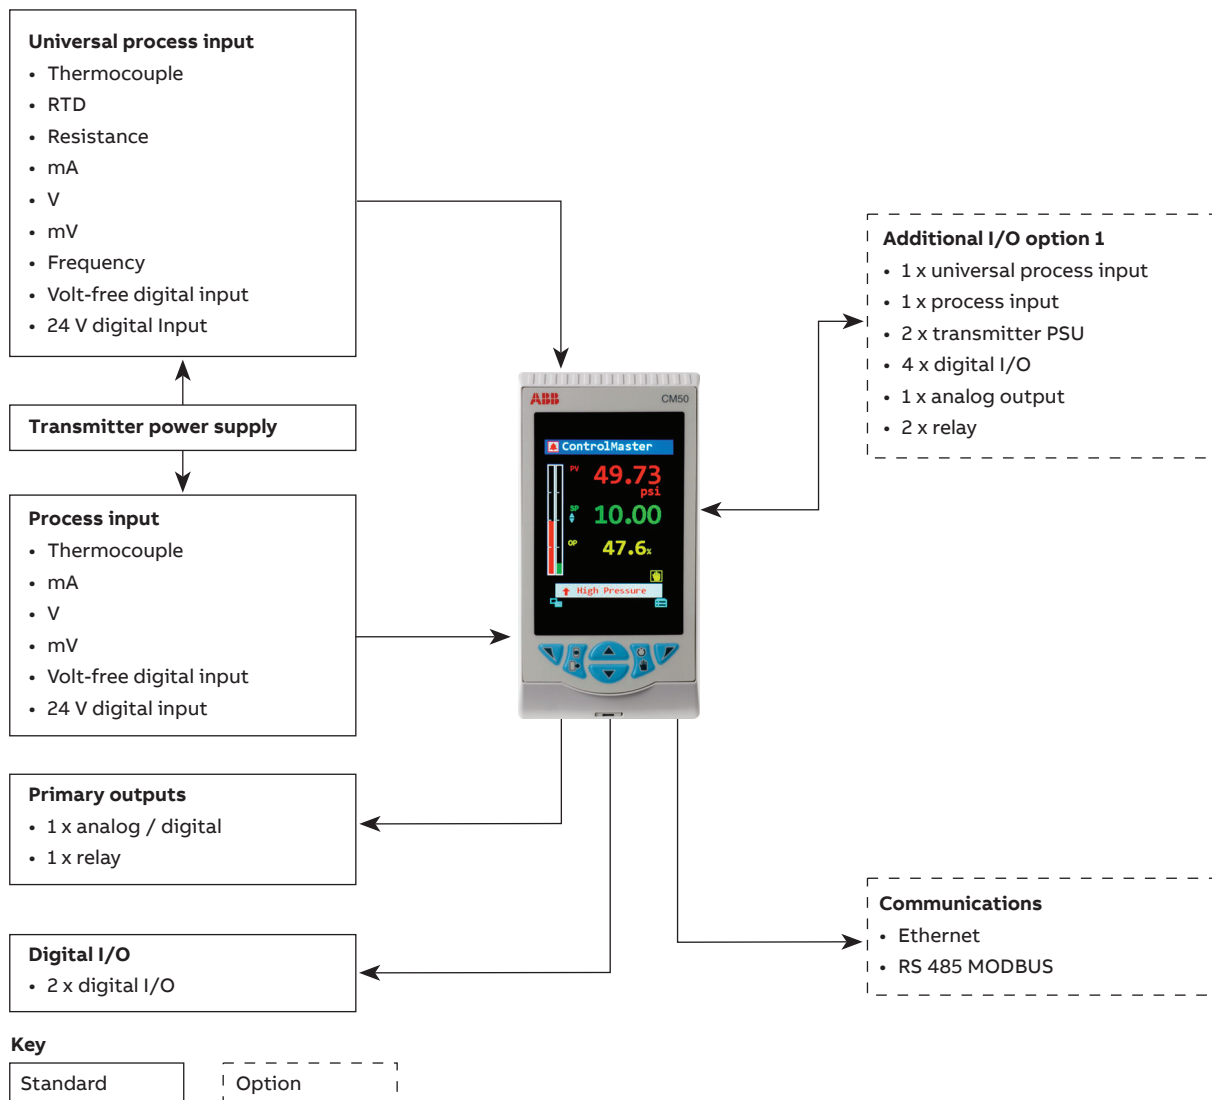 Universal process input
• Thermocouple
• RTD
• Resistance
• mA
• V
• mV
• Frequency
• Volt-free digital input
• 24 V digital Input
Transmitter power supply
Process input
• Thermocouple
• mA
• V
• mV
• Volt-free digital input
• 24 V digital input
Primary outputs
• 1 x analog / digital
• 1 x relay
Digital I/O
• 2 x digital I/O
ABB
CM50
ControlMaster
PV 49.73
psi
SP 10.00
OP 47.6%
High Pressure
Additional I/O option 1
• 1 x universal process input
• 1 x process input
• 2 x transmitter PSU
• 4 x digital I/O
• 1 x analog output
• 2 x relay
Communications
• Ethernet
• RS 485 MODBUS
Key
Standard
Option